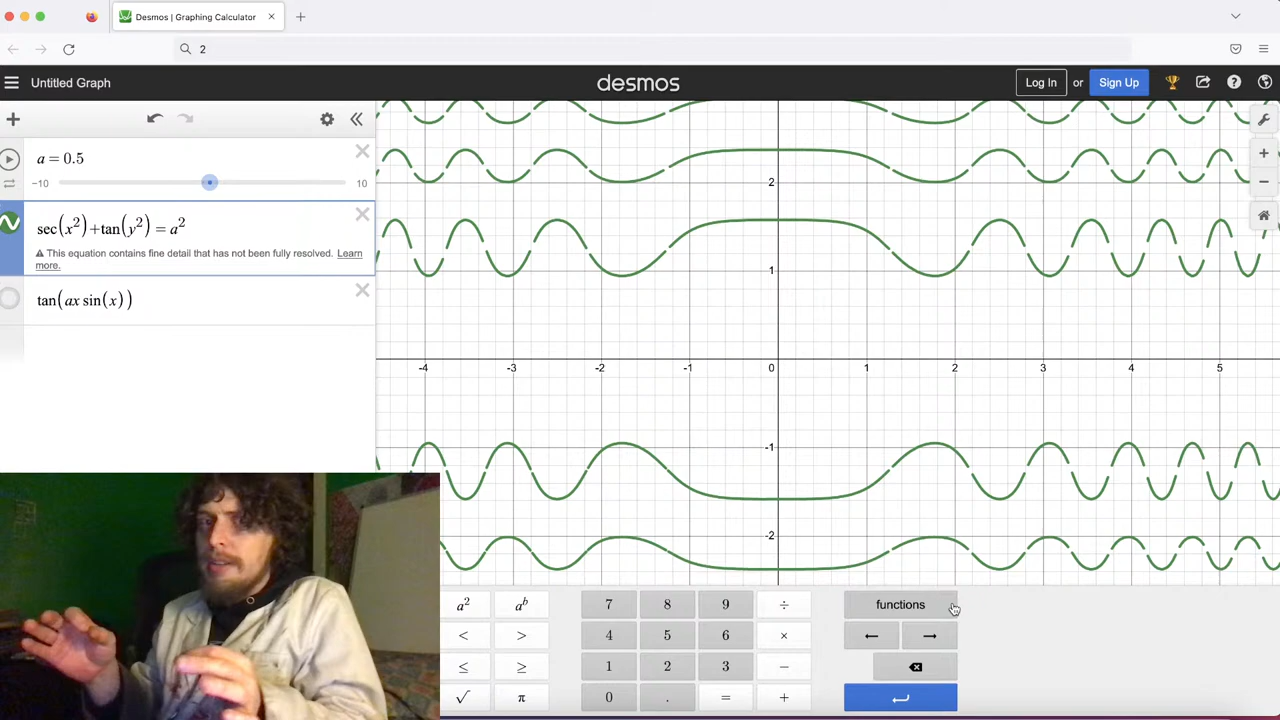 Desmos | Graphing Calculator
2
Untitled Graph
desmos
Log In or Sign Up
a = 0.5
-10
10
sec(x²)+tan(y²) = a²
This equation contains fine detail that has not been fully resolved. Learn
more.
tan(ax sin(x))
2
1
-4 -3 -2 -1 0 1 2 3 4 5
-1
-2
a² aᵇ 7 8 9 ÷ functions
< > 4 5 6 × ← →
≤ ≥ 1 2 3 −
√ π 0 . = +